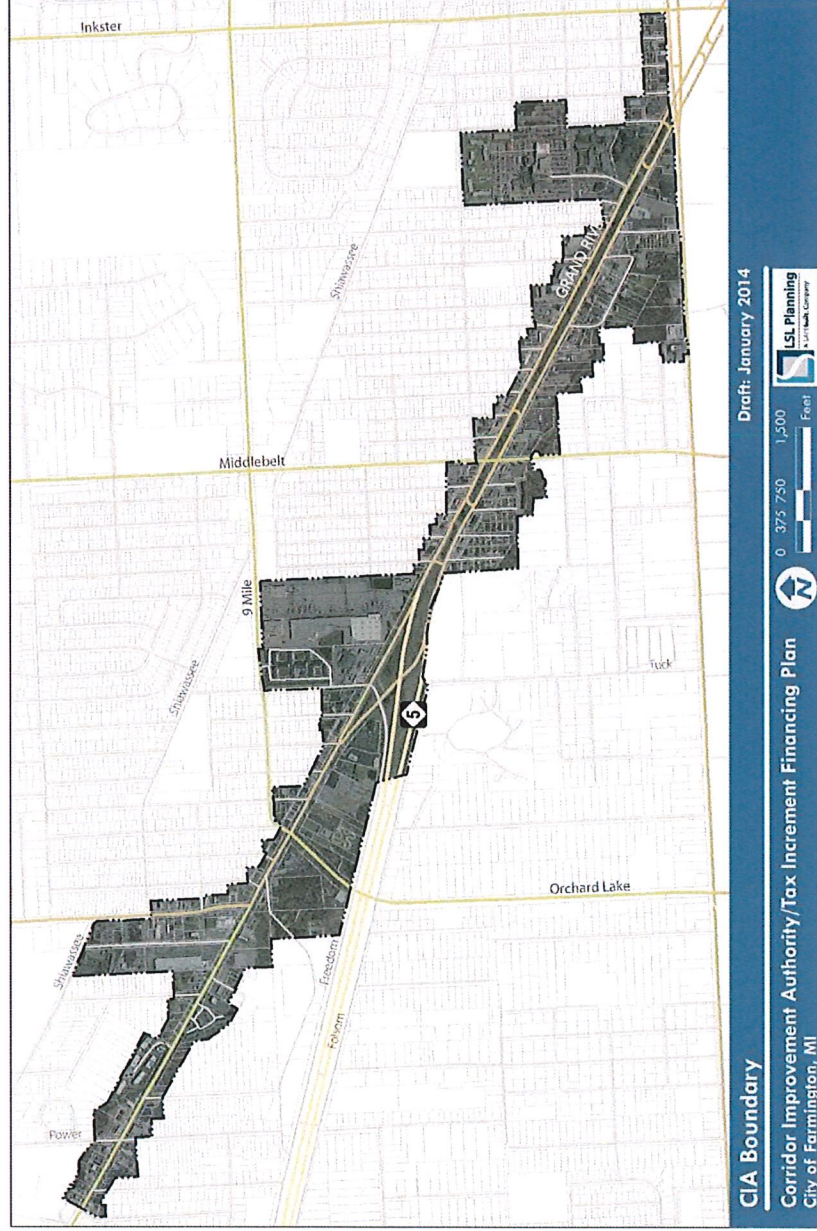 Inkster
Shiawassee
GRAND RIV
Middlebelt
9 Mile
Shiawassee
Tuck
5
Orchard Lake
Shiawassee
Freedom
Folsom
Power
CIA Boundary
Draft: January 2014
Corridor Improvement Authority/Tax Increment Financing Plan
City of Farmington, MI
N
0 375 750 1,500
Feet
LSL Planning